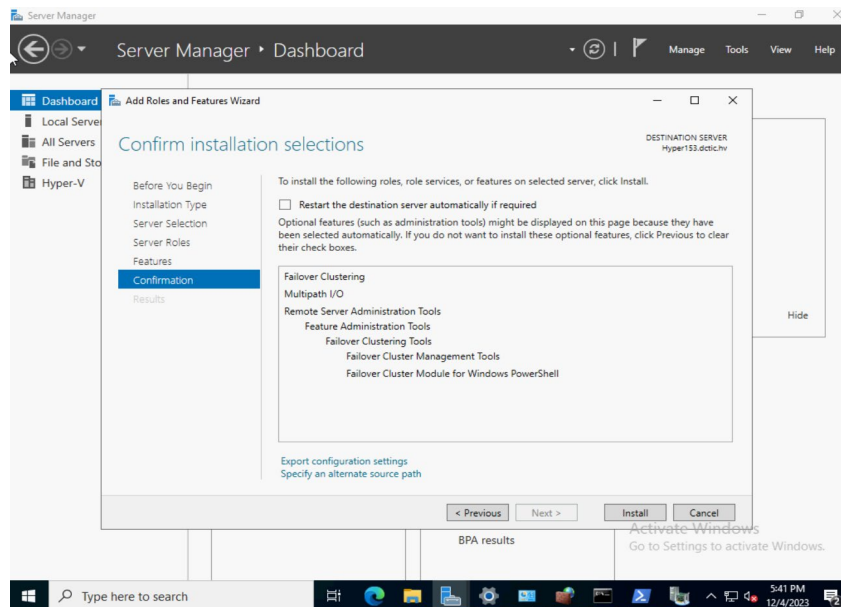 Server Manager
Server Manager • Dashboard
Manage Tools View Help
Dashboard
Local Server
All Servers
File and Sto
Hyper-V
Add Roles and Features Wizard
Confirm installation selections
DESTINATION SERVER
Hyper153.dctic.hv
Before You Begin
Installation Type
Server Selection
Server Roles
Features
Confirmation
Results
To install the following roles, role services, or features on selected server, click Install.
Restart the destination server automatically if required
Optional features (such as administration tools) might be displayed on this page because they have
been selected automatically. If you do not want to install these optional features, click Previous to clear
their check boxes.
Failover Clustering
Multipath I/O
Remote Server Administration Tools
Feature Administration Tools
Failover Clustering Tools
Failover Cluster Management Tools
Failover Cluster Module for Windows PowerShell
Export configuration settings
Specify an alternate source path
< Previous Next > Install Cancel
Hide
BPA results
Activate Windows
Go to Settings to activate Windows.
Type here to search
5:41 PM
12/4/2023
2